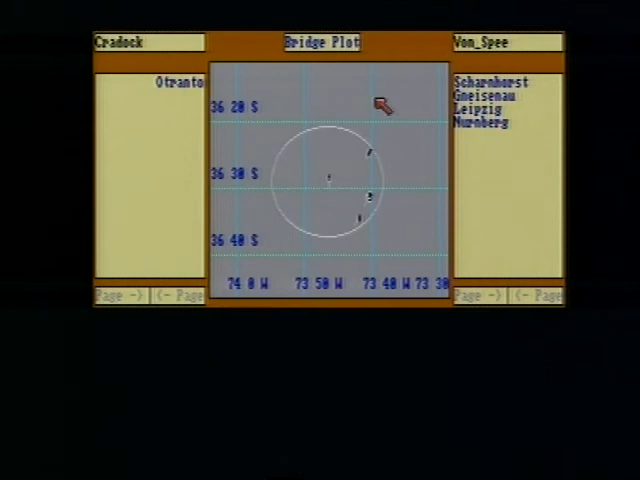 Cradock
Bridge Plot
Von_Spee
Otranto
Scharnhorst
Gneisenau
Leipzig
Nurnberg
36 20 S
36 30 S
36 40 S
74 0 W 73 50 W 73 40 W 73 30
Page -> <- Page
Page -> <- Page